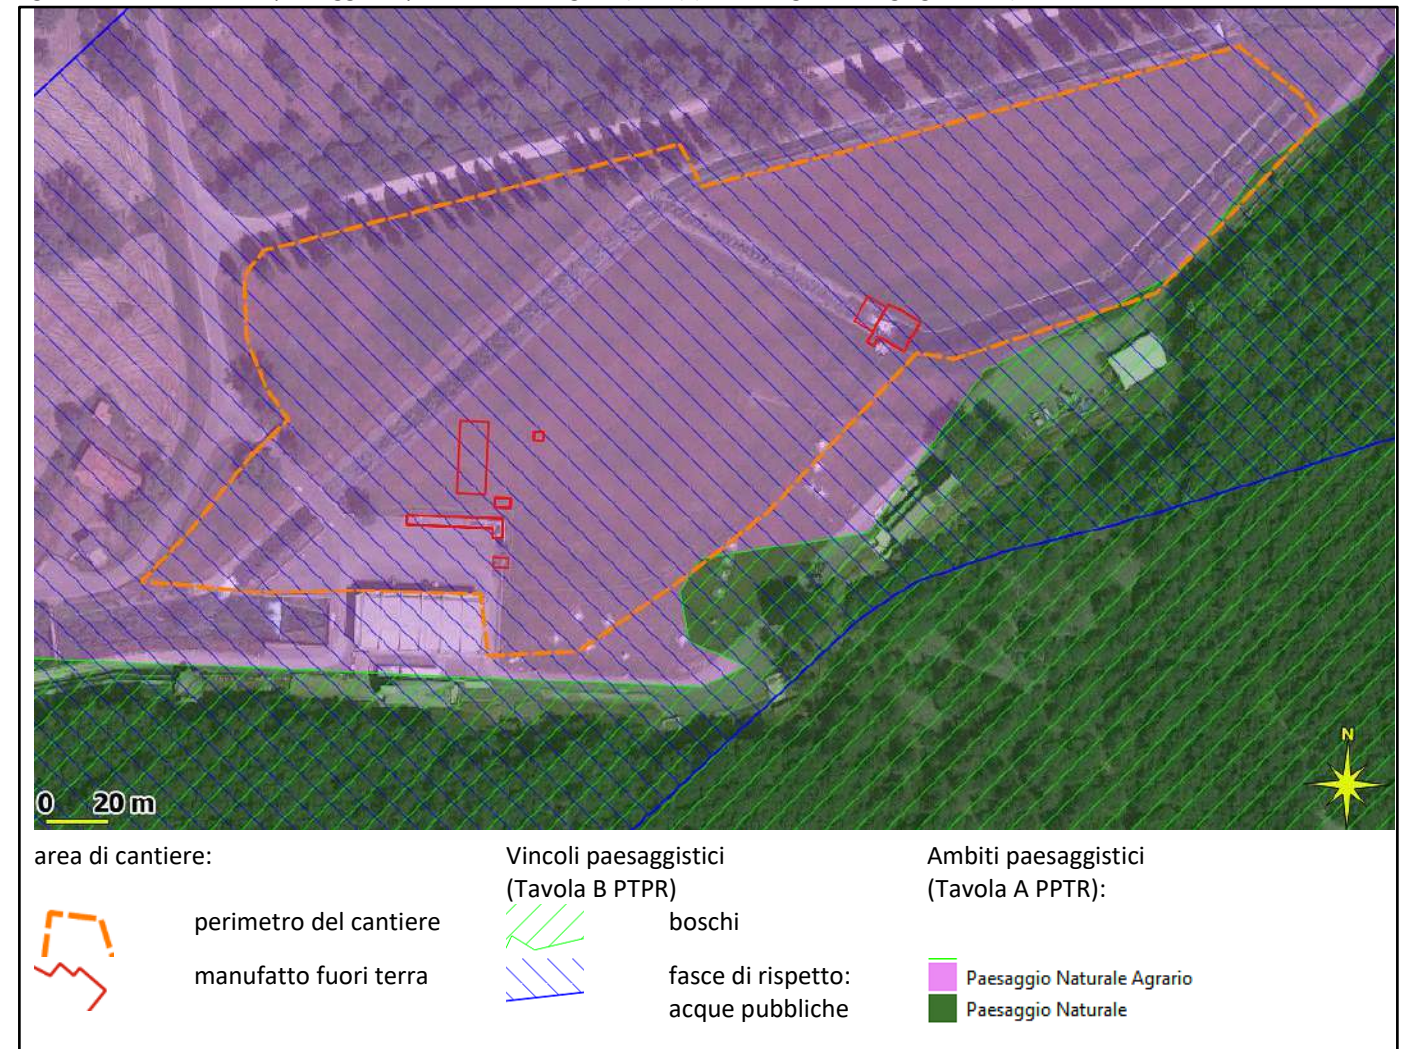 N
0 20 m
area di cantiere:
perimetro del cantiere
manufatto fuori terra
Vincoli paesaggistici
(Tavola B PTPR)
boschi
fasce di rispetto:
acque pubbliche
Ambiti paesaggistici
(Tavola A PPTR):
Paesaggio Naturale Agrario
Paesaggio Naturale